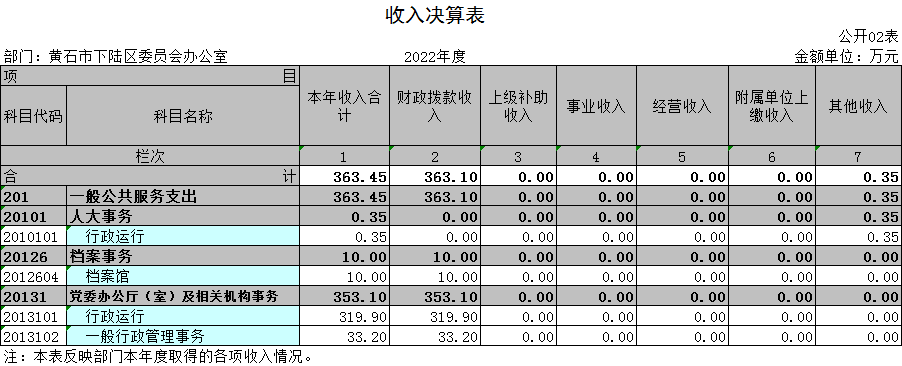 收入决算表
公开02表
部门：黄石市下陆区委员会办公室 2022年度 金额单位：万元
项 目 本年收入合计 财政拨款收入 上级补助收入 事业收入 经营收入 附属单位上缴收入 其他收入
科目代码 科目名称
栏次 1 2 3 4 5 6 7
合 计 363.45 363.10 0.00 0.00 0.00 0.00 0.35
201 一般公共服务支出 363.45 363.10 0.00 0.00 0.00 0.00 0.35
20101 人大事务 0.35 0.00 0.00 0.00 0.00 0.00 0.35
2010101 行政运行 0.35 0.00 0.00 0.00 0.00 0.00 0.35
20126 档案事务 10.00 10.00 0.00 0.00 0.00 0.00 0.00
2012604 档案馆 10.00 10.00 0.00 0.00 0.00 0.00 0.00
20131 党委办公厅（室）及相关机构事务 353.10 353.10 0.00 0.00 0.00 0.00 0.00
2013101 行政运行 319.90 319.90 0.00 0.00 0.00 0.00 0.00
2013102 一般行政管理事务 33.20 33.20 0.00 0.00 0.00 0.00 0.00
注：本表反映部门本年度取得的各项收入情况。